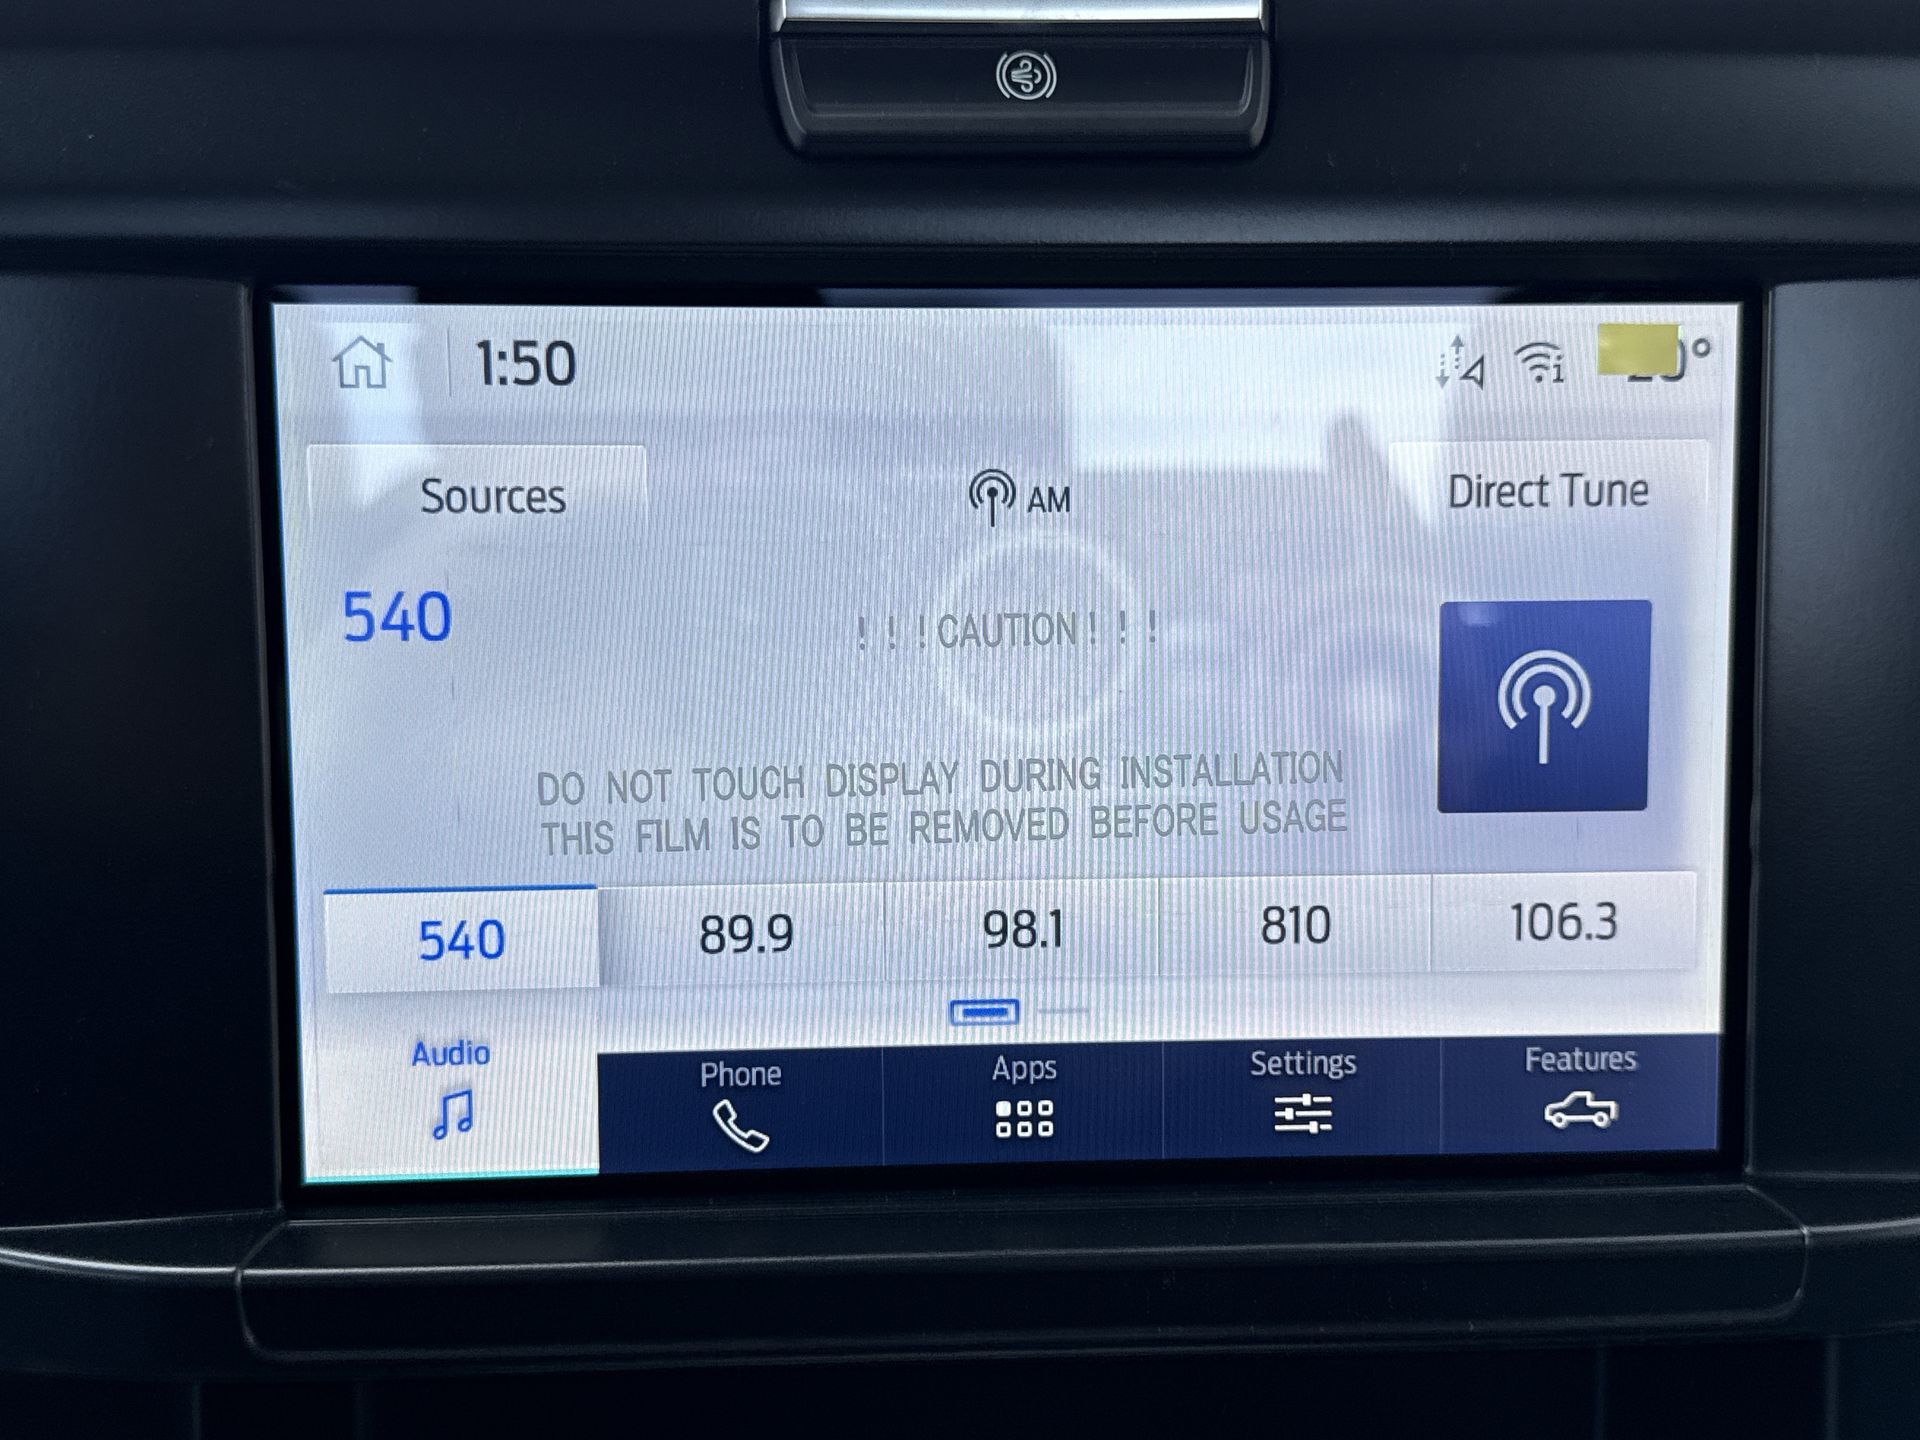 1:50
Sources
AM
Direct Tune
540
! ! ! CAUTION ! ! !
DO NOT TOUCH DISPLAY DURING INSTALLATION
THIS FILM IS TO BE REMOVED BEFORE USAGE
540 89.9 98.1 810 106.3
Audio Phone Apps Settings Features